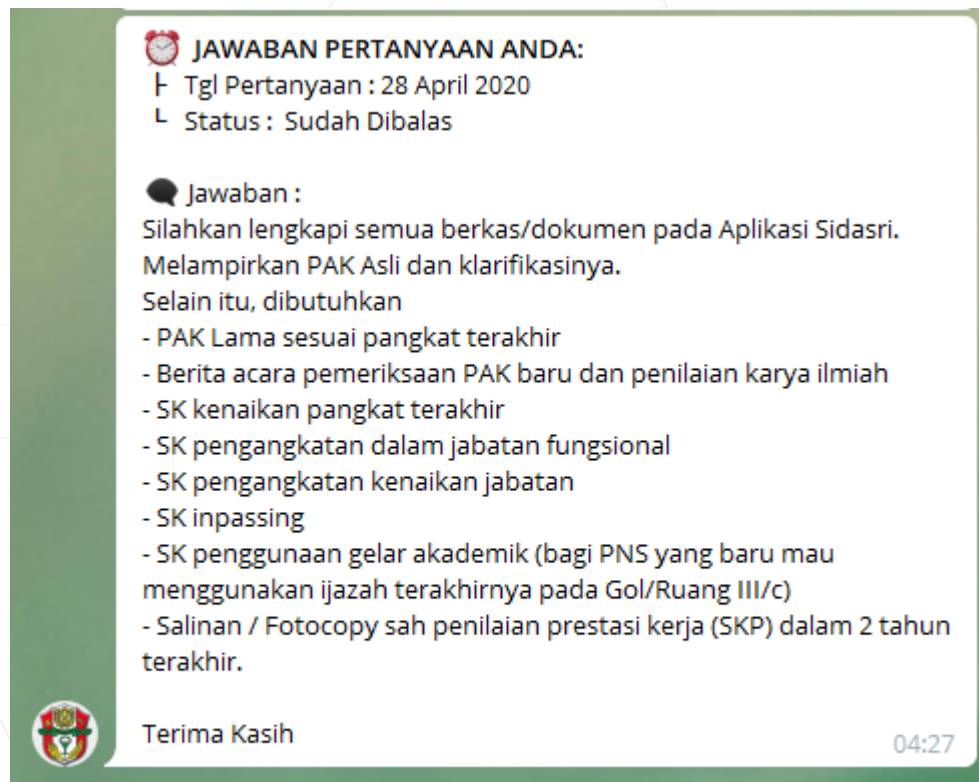 ⏰ JAWABAN PERTANYAAN ANDA:
├ Tgl Pertanyaan : 28 April 2020
└ Status : Sudah Dibalas
🗨 Jawaban :
Silahkan lengkapi semua berkas/dokumen pada Aplikasi Sidasri.
Melampirkan PAK Asli dan klarifikasinya.
Selain itu, dibutuhkan
- PAK Lama sesuai pangkat terakhir
- Berita acara pemeriksaan PAK baru dan penilaian karya ilmiah
- SK kenaikan pangkat terakhir
- SK pengangkatan dalam jabatan fungsional
- SK pengangkatan kenaikan jabatan
- SK inpassing
- SK penggunaan gelar akademik (bagi PNS yang baru mau
menggunakan ijazah terakhirnya pada Gol/Ruang III/c)
- Salinan / Fotocopy sah penilaian prestasi kerja (SKP) dalam 2 tahun
terakhir.
Terima Kasih
04:27